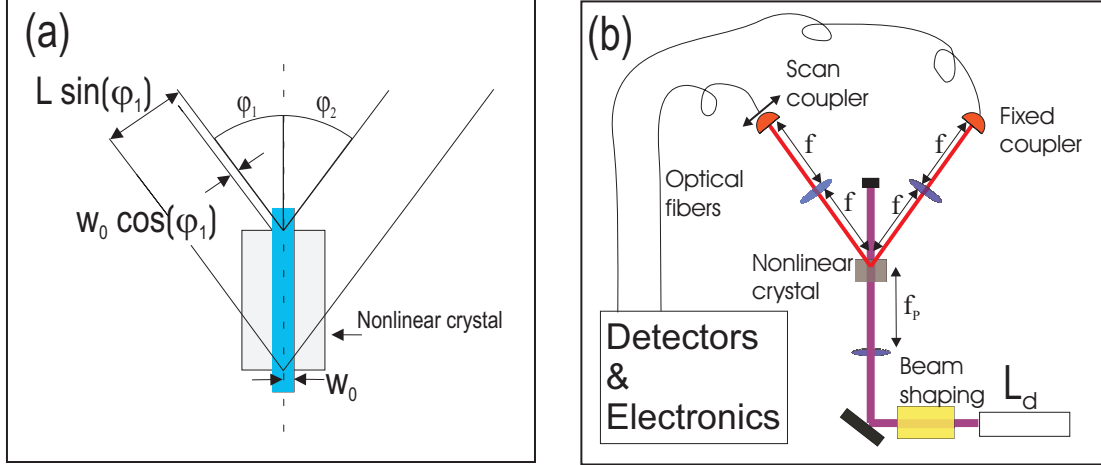 (a)
L sin(φ₁)
φ₁
φ₂
w₀ cos(φ₁)
Nonlinear crystal
w₀
(b)
Scan
coupler
Fixed
coupler
f
f
f
f
Optical
fibers
Nonlinear
crystal
fₚ
Detectors
&
Electronics
Beam
shaping
L_d